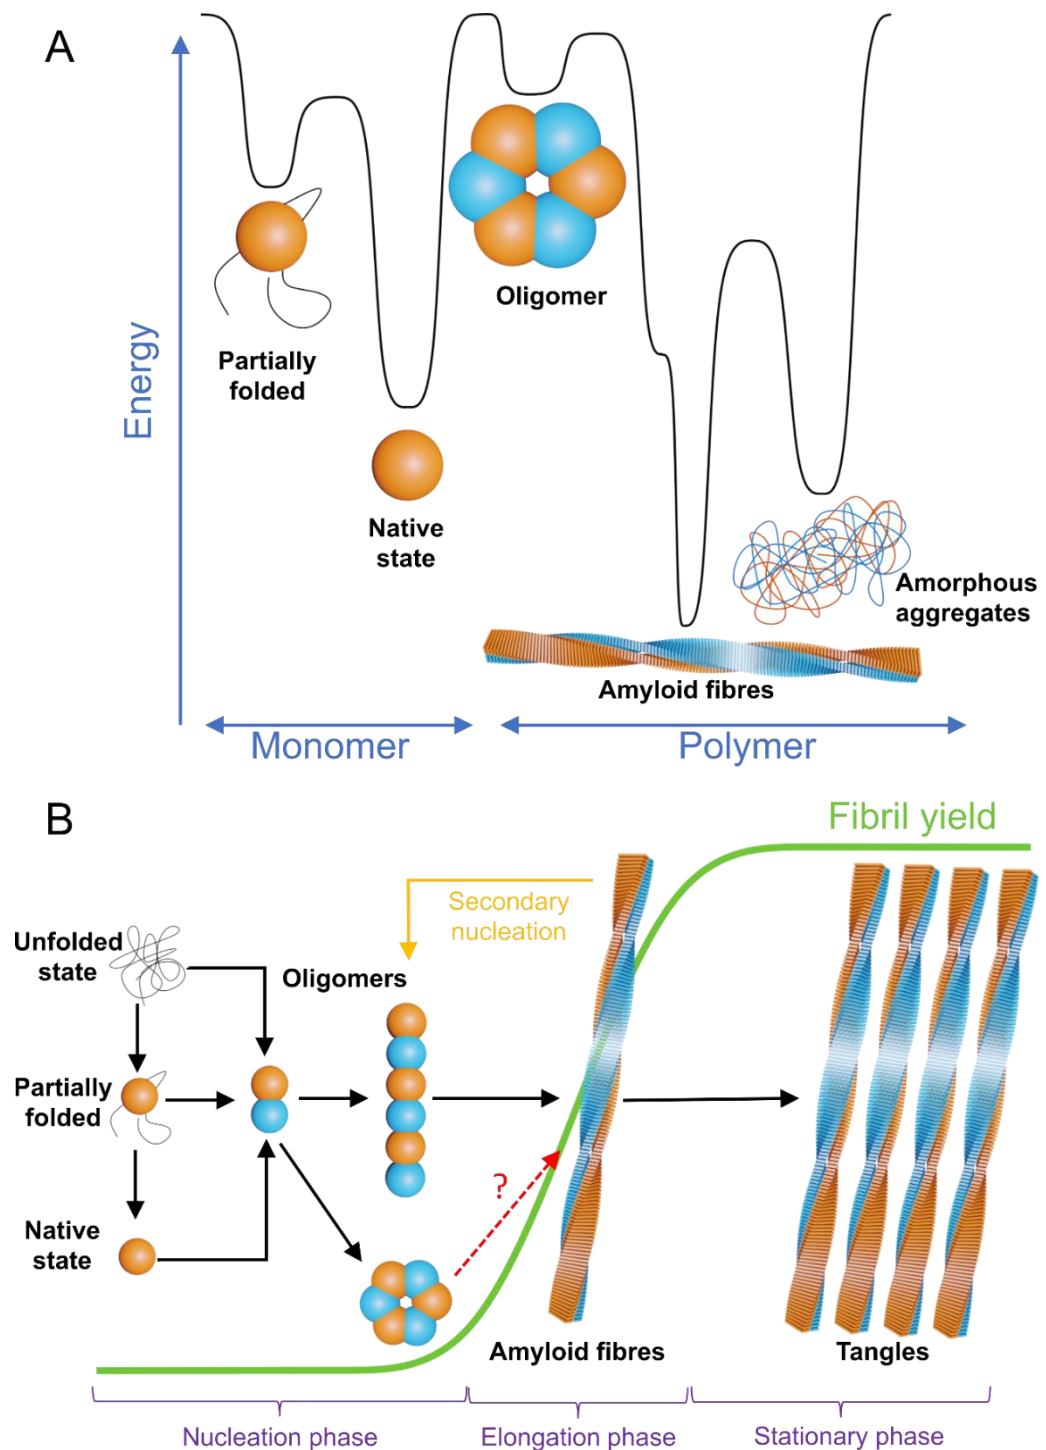 A
Energy
Partially
folded
Native
state
Oligomer
Amorphous
aggregates
Amyloid fibres
Monomer
Polymer
B
Fibril yield
Secondary
nucleation
Unfolded
state
Oligomers
Partially
folded
?
Native
state
Amyloid fibres
Tangles
Nucleation phase
Elongation phase
Stationary phase